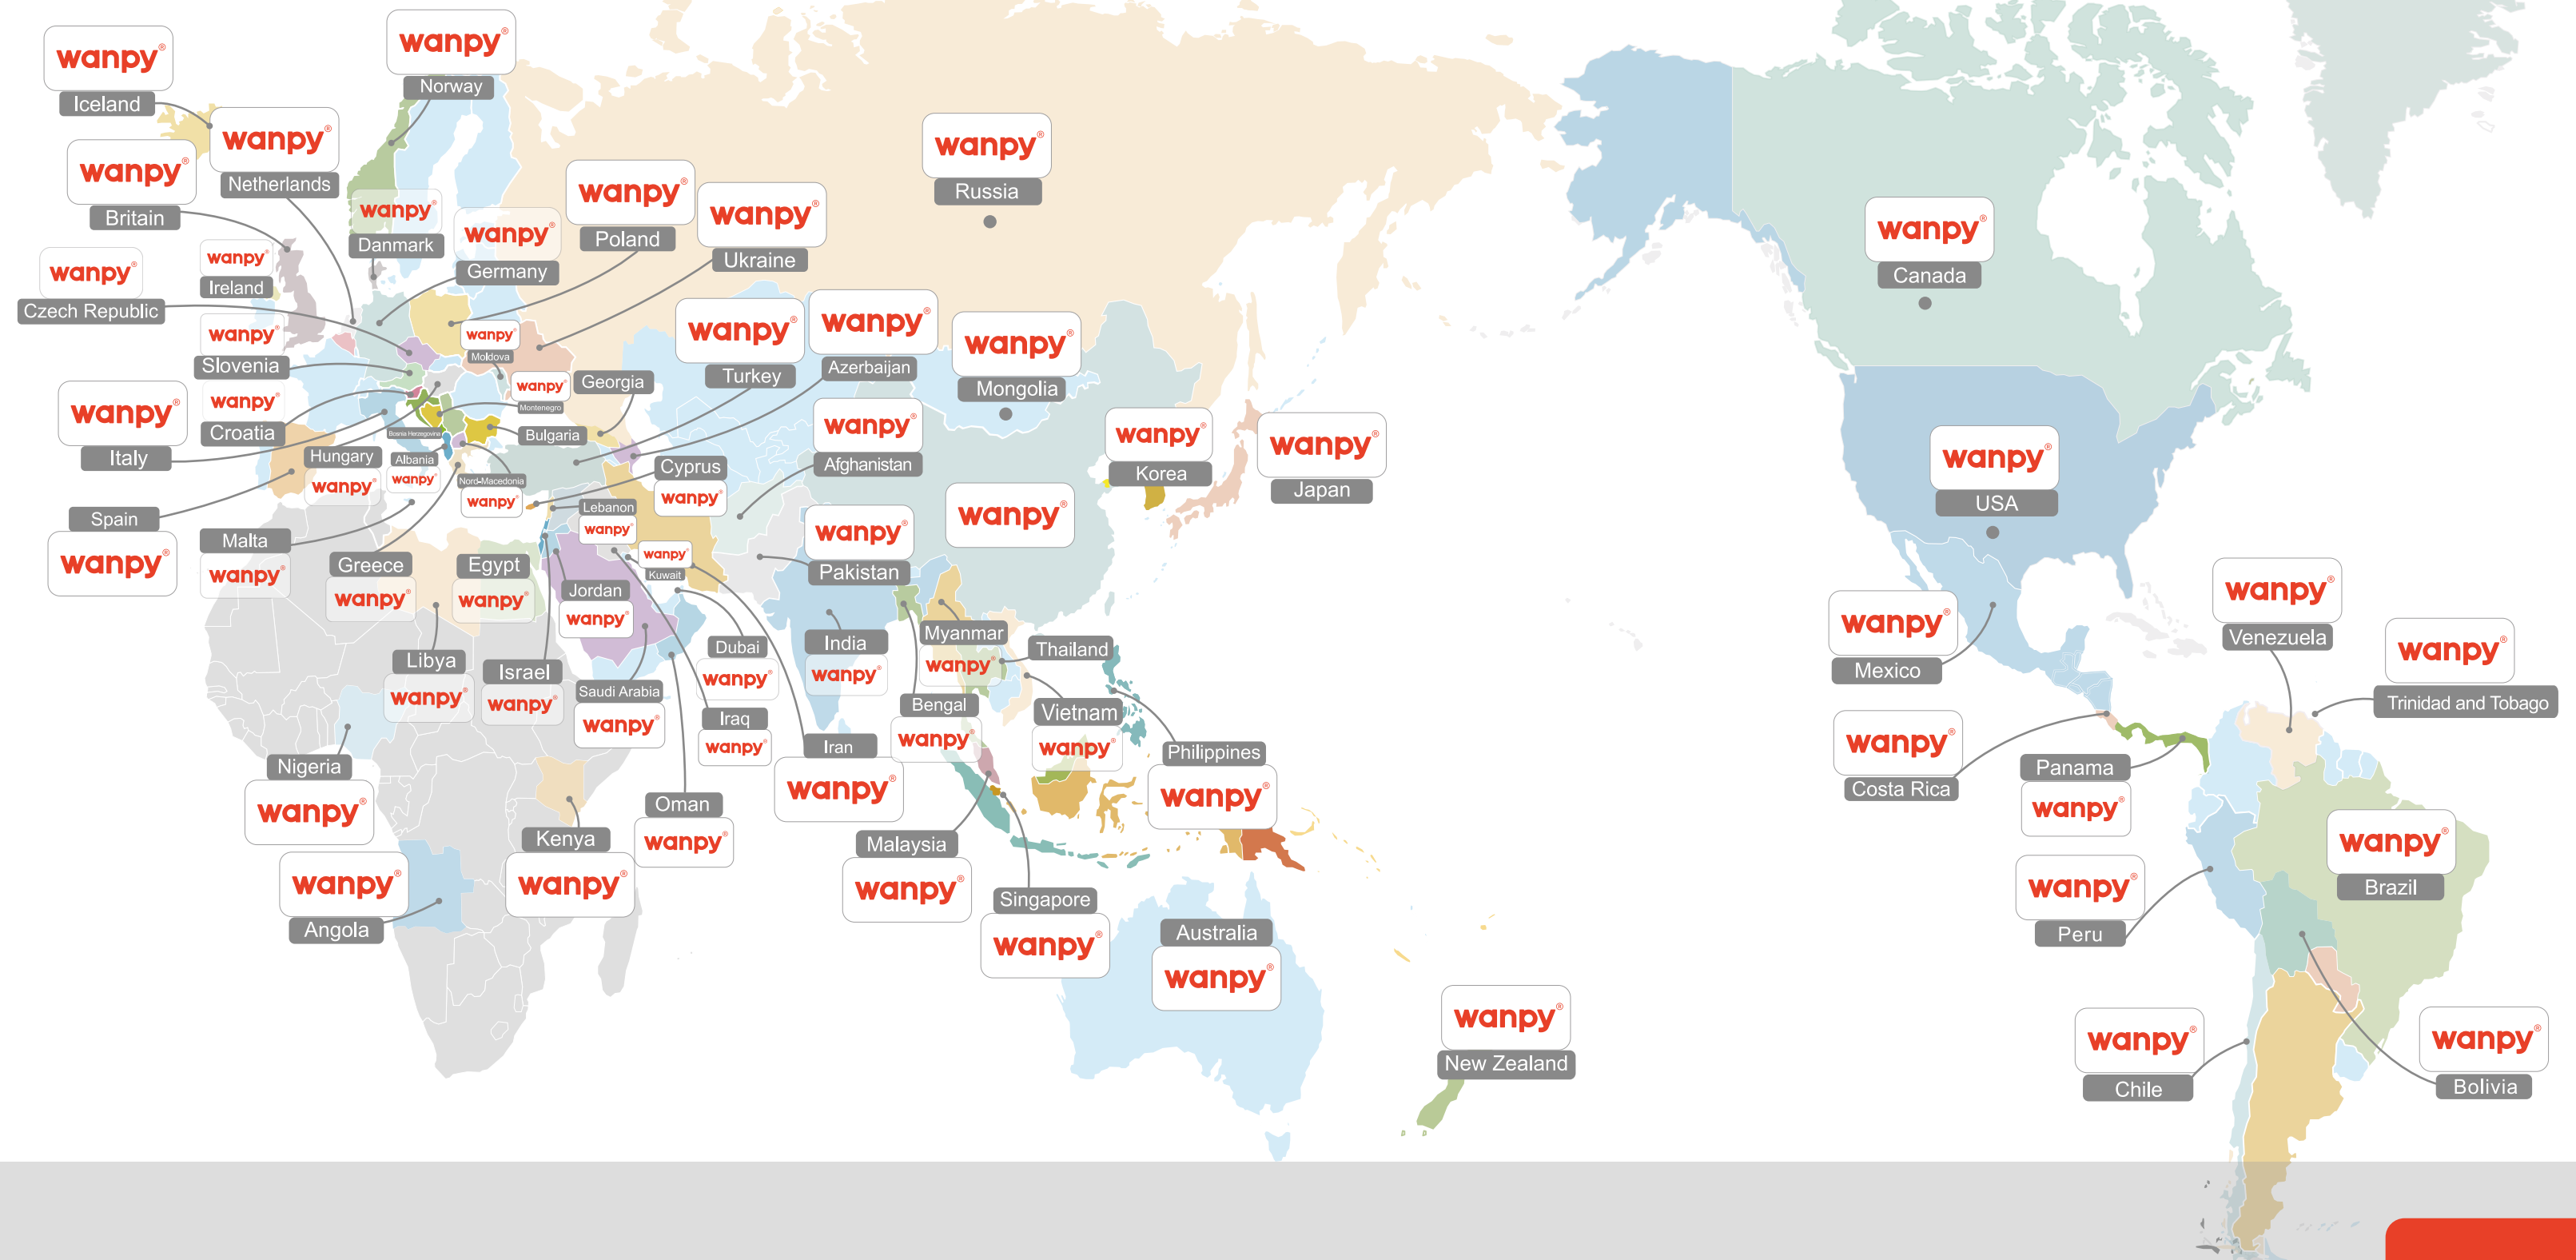 wanpy®
Iceland
wanpy®
Norway
wanpy®
Netherlands
wanpy®
Britain
wanpy®
Danmark
wanpy®
Germany
wanpy®
Poland
wanpy®
Ukraine
wanpy®
Russia
wanpy®
Czech Republic
wanpy®
Ireland
wanpy®
Slovenia
wanpy®
Moldova
wanpy®
Montenegro
Georgia
wanpy®
Turkey
wanpy®
Azerbaijan
wanpy®
Mongolia
wanpy®
Italy
wanpy®
Croatia
Bosnia Herzegovina
Bulgaria
wanpy®
Afghanistan
wanpy®
Korea
wanpy®
Japan
Hungary
wanpy®
Albania
wanpy®
Nord-Macedonia
wanpy®
Cyprus
wanpy®
Lebanon
wanpy®
wanpy®
Kuwait
wanpy®
Pakistan
wanpy®
Spain
wanpy®
Malta
wanpy®
Greece
wanpy®
Egypt
wanpy®
Jordan
wanpy®
Libya
wanpy®
Israel
wanpy®
Saudi Arabia
wanpy®
Dubai
wanpy®
Iraq
wanpy®
India
wanpy®
Iran
wanpy®
Myanmar
wanpy®
Thailand
Bengal
wanpy®
Vietnam
wanpy®
Philippines
wanpy®
Nigeria
wanpy®
Oman
wanpy®
Kenya
wanpy®
wanpy®
Angola
Malaysia
wanpy®
Singapore
wanpy®
Australia
wanpy®
wanpy®
New Zealand
wanpy®
Canada
wanpy®
USA
wanpy®
Mexico
wanpy®
Venezuela
wanpy®
Trinidad and Tobago
wanpy®
Costa Rica
Panama
wanpy®
wanpy®
Brazil
wanpy®
Peru
wanpy®
Chile
wanpy®
Bolivia